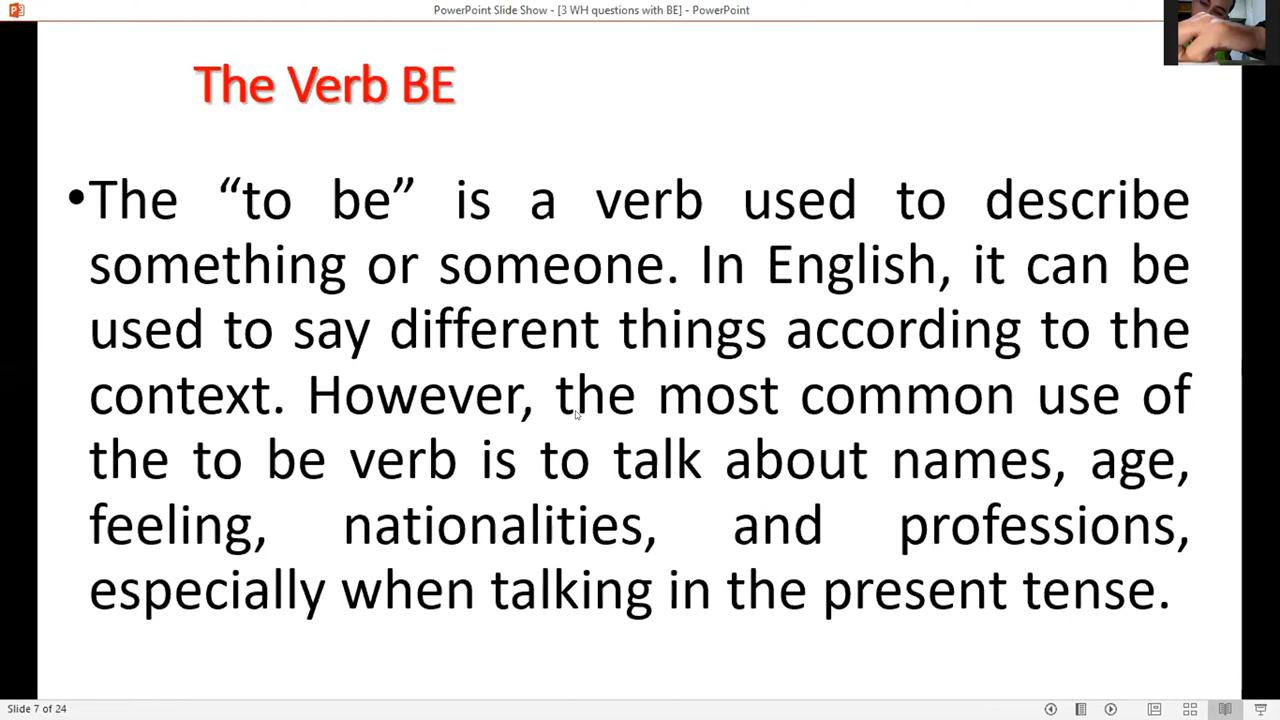 PowerPoint Slide Show - [3 WH questions with BE] - PowerPoint
The Verb BE
•The “to be” is a verb used to describe
something or someone. In English, it can be
used to say different things according to the
context. However, the most common use of
the to be verb is to talk about names, age,
feeling, nationalities, and professions,
especially when talking in the present tense.
Slide 7 of 24